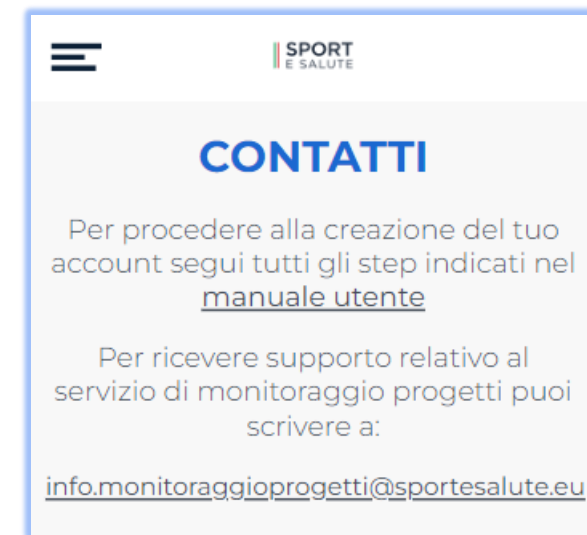 SPORT
E SALUTE
CONTATTI
Per procedere alla creazione del tuo
account segui tutti gli step indicati nel
manuale utente
Per ricevere supporto relativo al
servizio di monitoraggio progetti puoi
scrivere a:
info.monitoraggioprogetti@sportesalute.eu